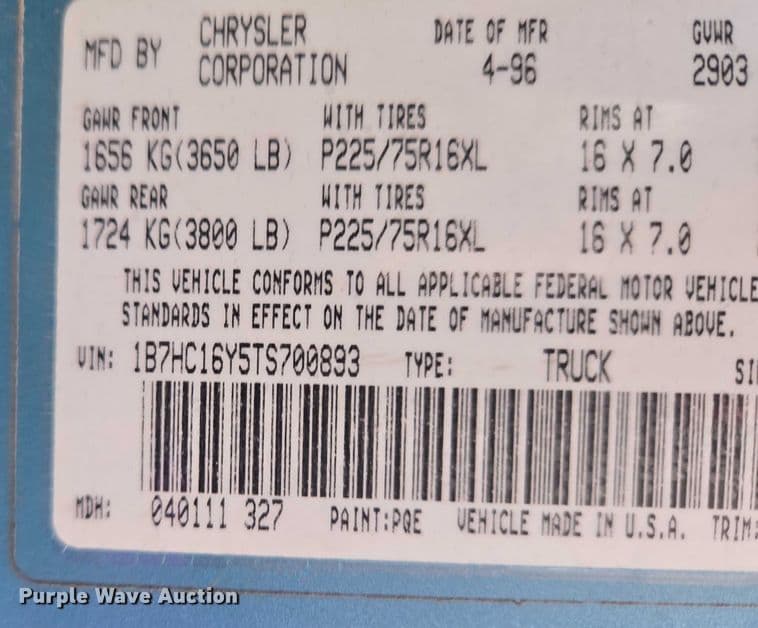 MFD BY CHRYSLER CORPORATION DATE OF MFR 4-96 GVWR 2903
GAWR FRONT WITH TIRES RIMS AT
1656 KG(3650 LB) P225/75R16XL 16 X 7.0
GAWR REAR WITH TIRES RIMS AT
1724 KG(3800 LB) P225/75R16XL 16 X 7.0
THIS VEHICLE CONFORMS TO ALL APPLICABLE FEDERAL MOTOR VEHICLE
STANDARDS IN EFFECT ON THE DATE OF MANUFACTURE SHOWN ABOVE.
VIN: 1B7HC16Y5TS700893 TYPE: TRUCK
MDH: 040111 327 PAINT:PQE VEHICLE MADE IN U.S.A. TRIM:
Purple Wave Auction